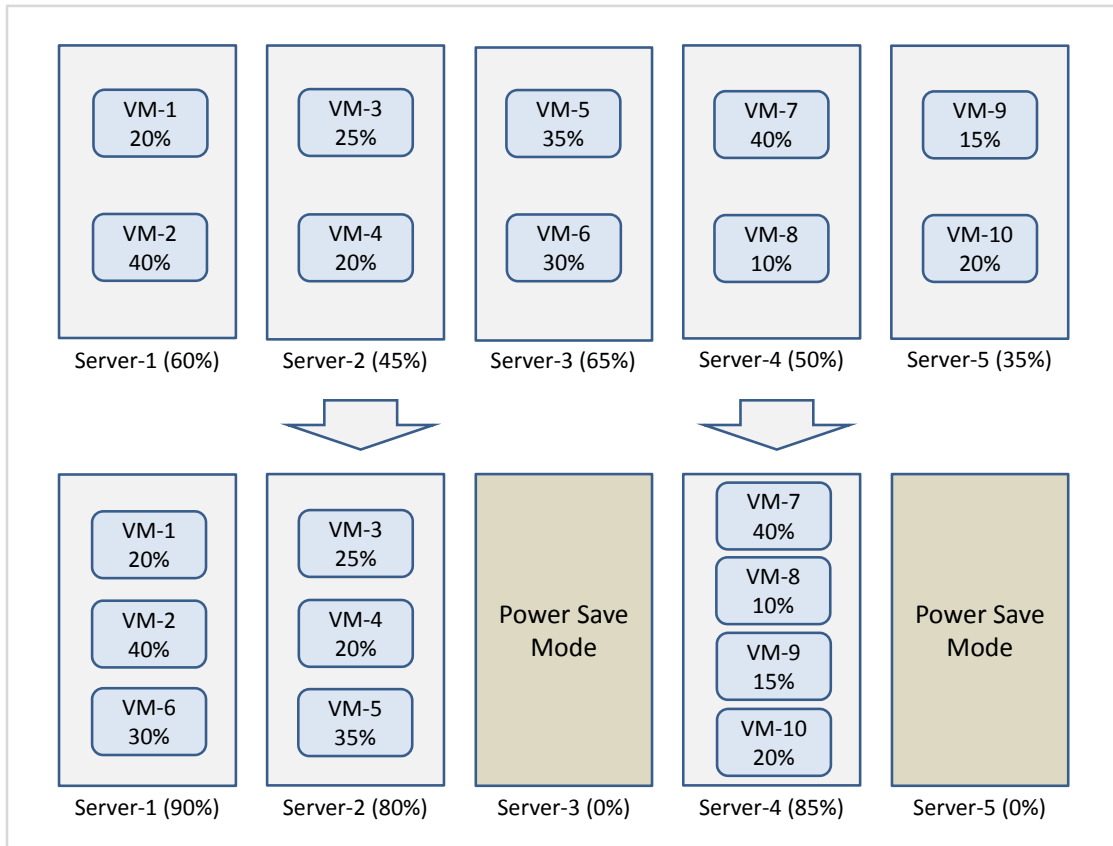 VM-1
20%
VM-2
40%
Server-1 (60%)
VM-3
25%
VM-4
20%
Server-2 (45%)
VM-5
35%
VM-6
30%
Server-3 (65%)
VM-7
40%
VM-8
10%
Server-4 (50%)
VM-9
15%
VM-10
20%
Server-5 (35%)
VM-1
20%
VM-2
40%
VM-6
30%
Server-1 (90%)
VM-3
25%
VM-4
20%
VM-5
35%
Server-2 (80%)
Power Save
Mode
Server-3 (0%)
VM-7
40%
VM-8
10%
VM-9
15%
VM-10
20%
Server-4 (85%)
Power Save
Mode
Server-5 (0%)